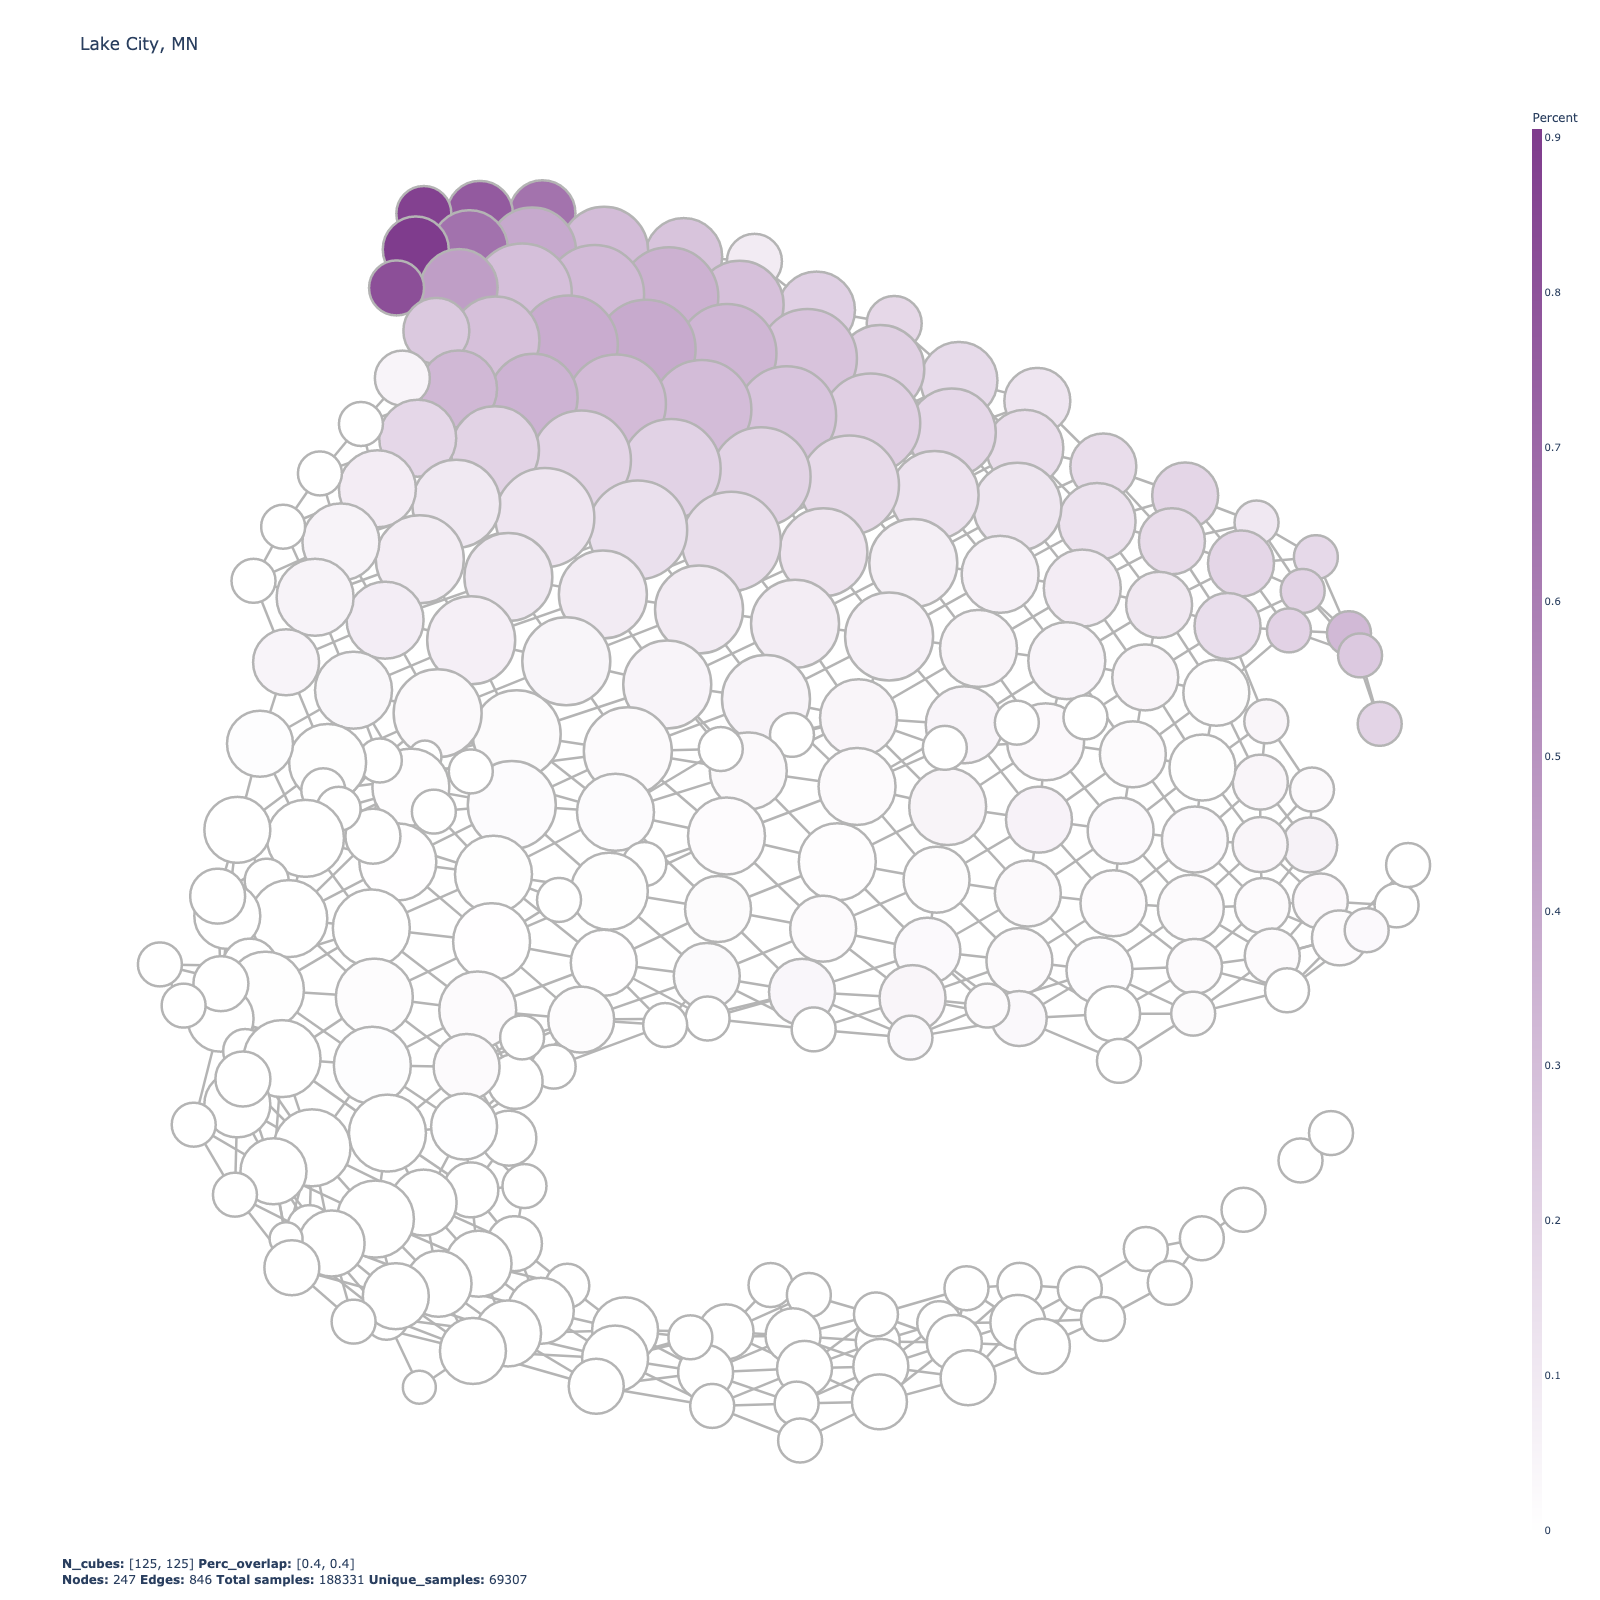 Lake City, MN
Percent
0.9
0.8
0.7
0.6
0.5
0.4
0.3
0.2
0.1
0
N_cubes: [125, 125] Perc_overlap: [0.4, 0.4]
Nodes: 247 Edges: 846 Total samples: 188331 Unique_samples: 69307